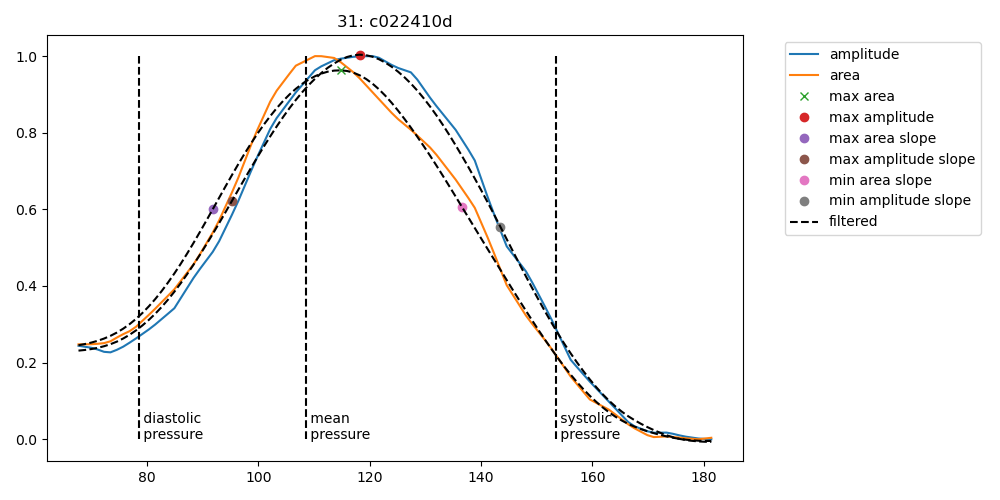 31: c022410d
amplitude
area
max area
max amplitude
max area slope
max amplitude slope
min area slope
min amplitude slope
filtered
1.0
0.8
0.6
0.4
0.2
0.0
diastolic
pressure
mean
pressure
systolic
pressure
80
100
120
140
160
180